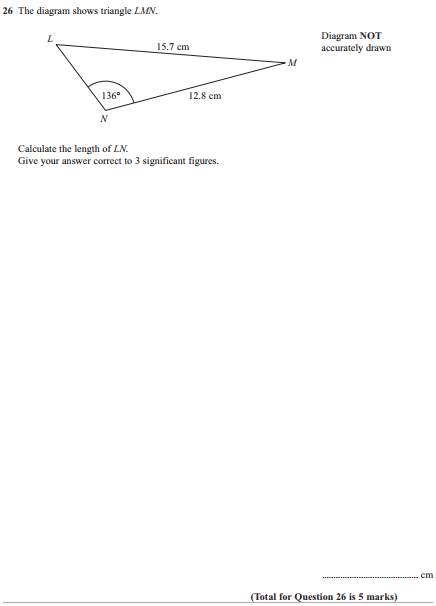 26 The diagram shows triangle LMN.
L
15.7 cm
Diagram NOT
accurately drawn
M
136°
12.8 cm
N
Calculate the length of LN.
Give your answer correct to 3 significant figures.
.......................................... cm
(Total for Question 26 is 5 marks)